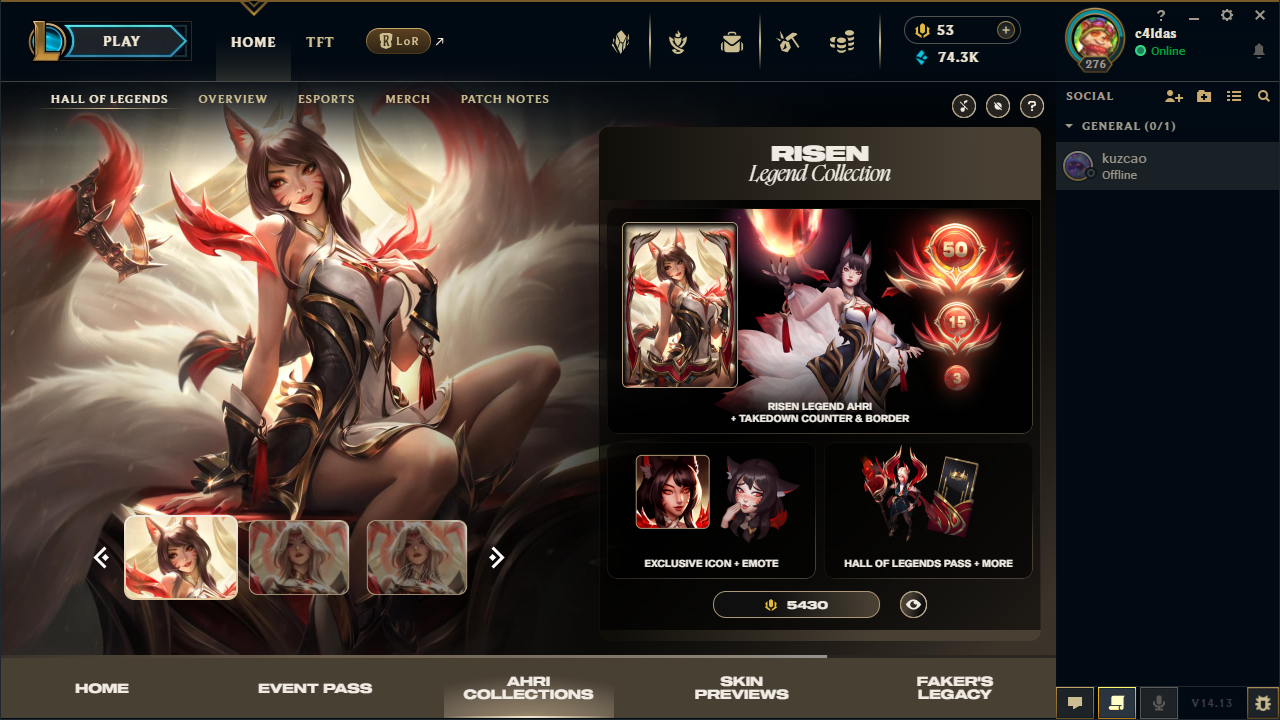 PLAY
HOME
TFT
LoR
53
74.3K
276
?
c4ldas
Online
HALL OF LEGENDS
OVERVIEW
ESPORTS
MERCH
PATCH NOTES
?
SOCIAL
GENERAL (0/1)
kuzcao
Offline
RISEN
Legend Collection
50
15
3
RISEN LEGEND AHRI
+ TAKEDOWN COUNTER & BORDER
EXCLUSIVE ICON + EMOTE
HALL OF LEGENDS PASS + MORE
5430
HOME
EVENT PASS
AHRI
COLLECTIONS
SKIN
PREVIEWS
FAKER'S
LEGACY
V14.13